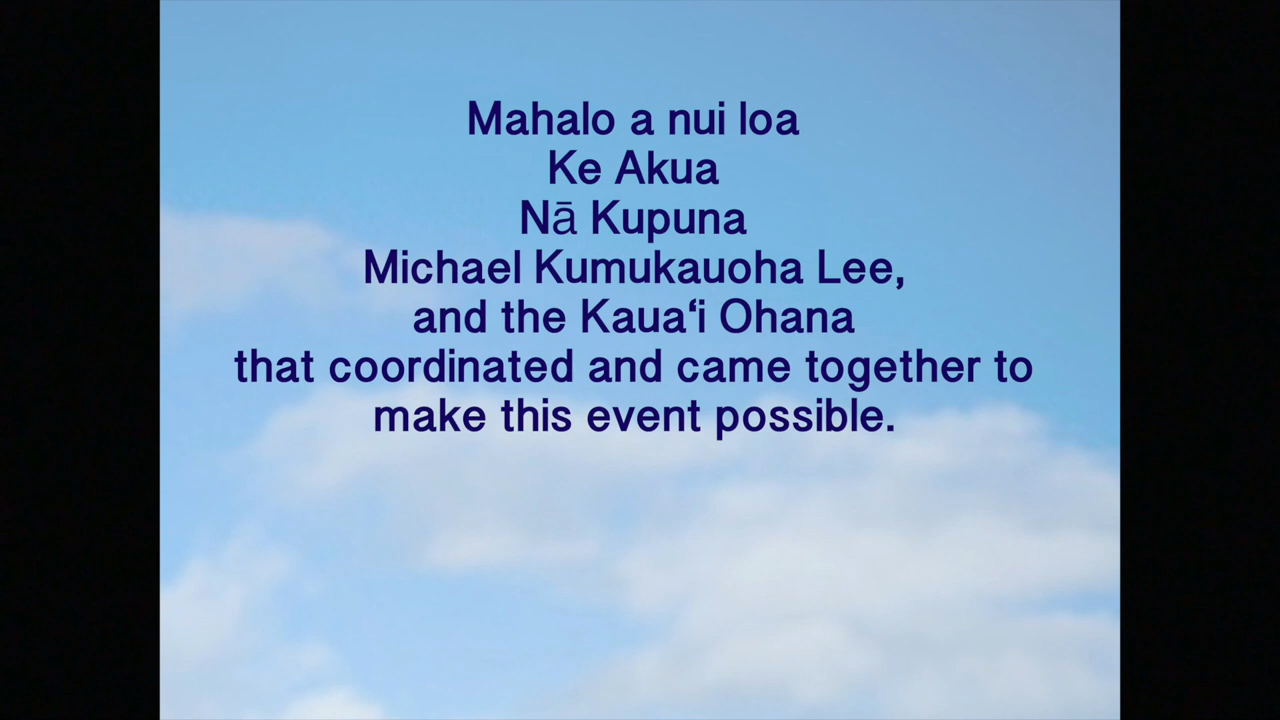 Mahalo a nui loa
Ke Akua
Nā Kupuna
Michael Kumukauoha Lee,
and the Kauaʻi Ohana
that coordinated and came together to
make this event possible.